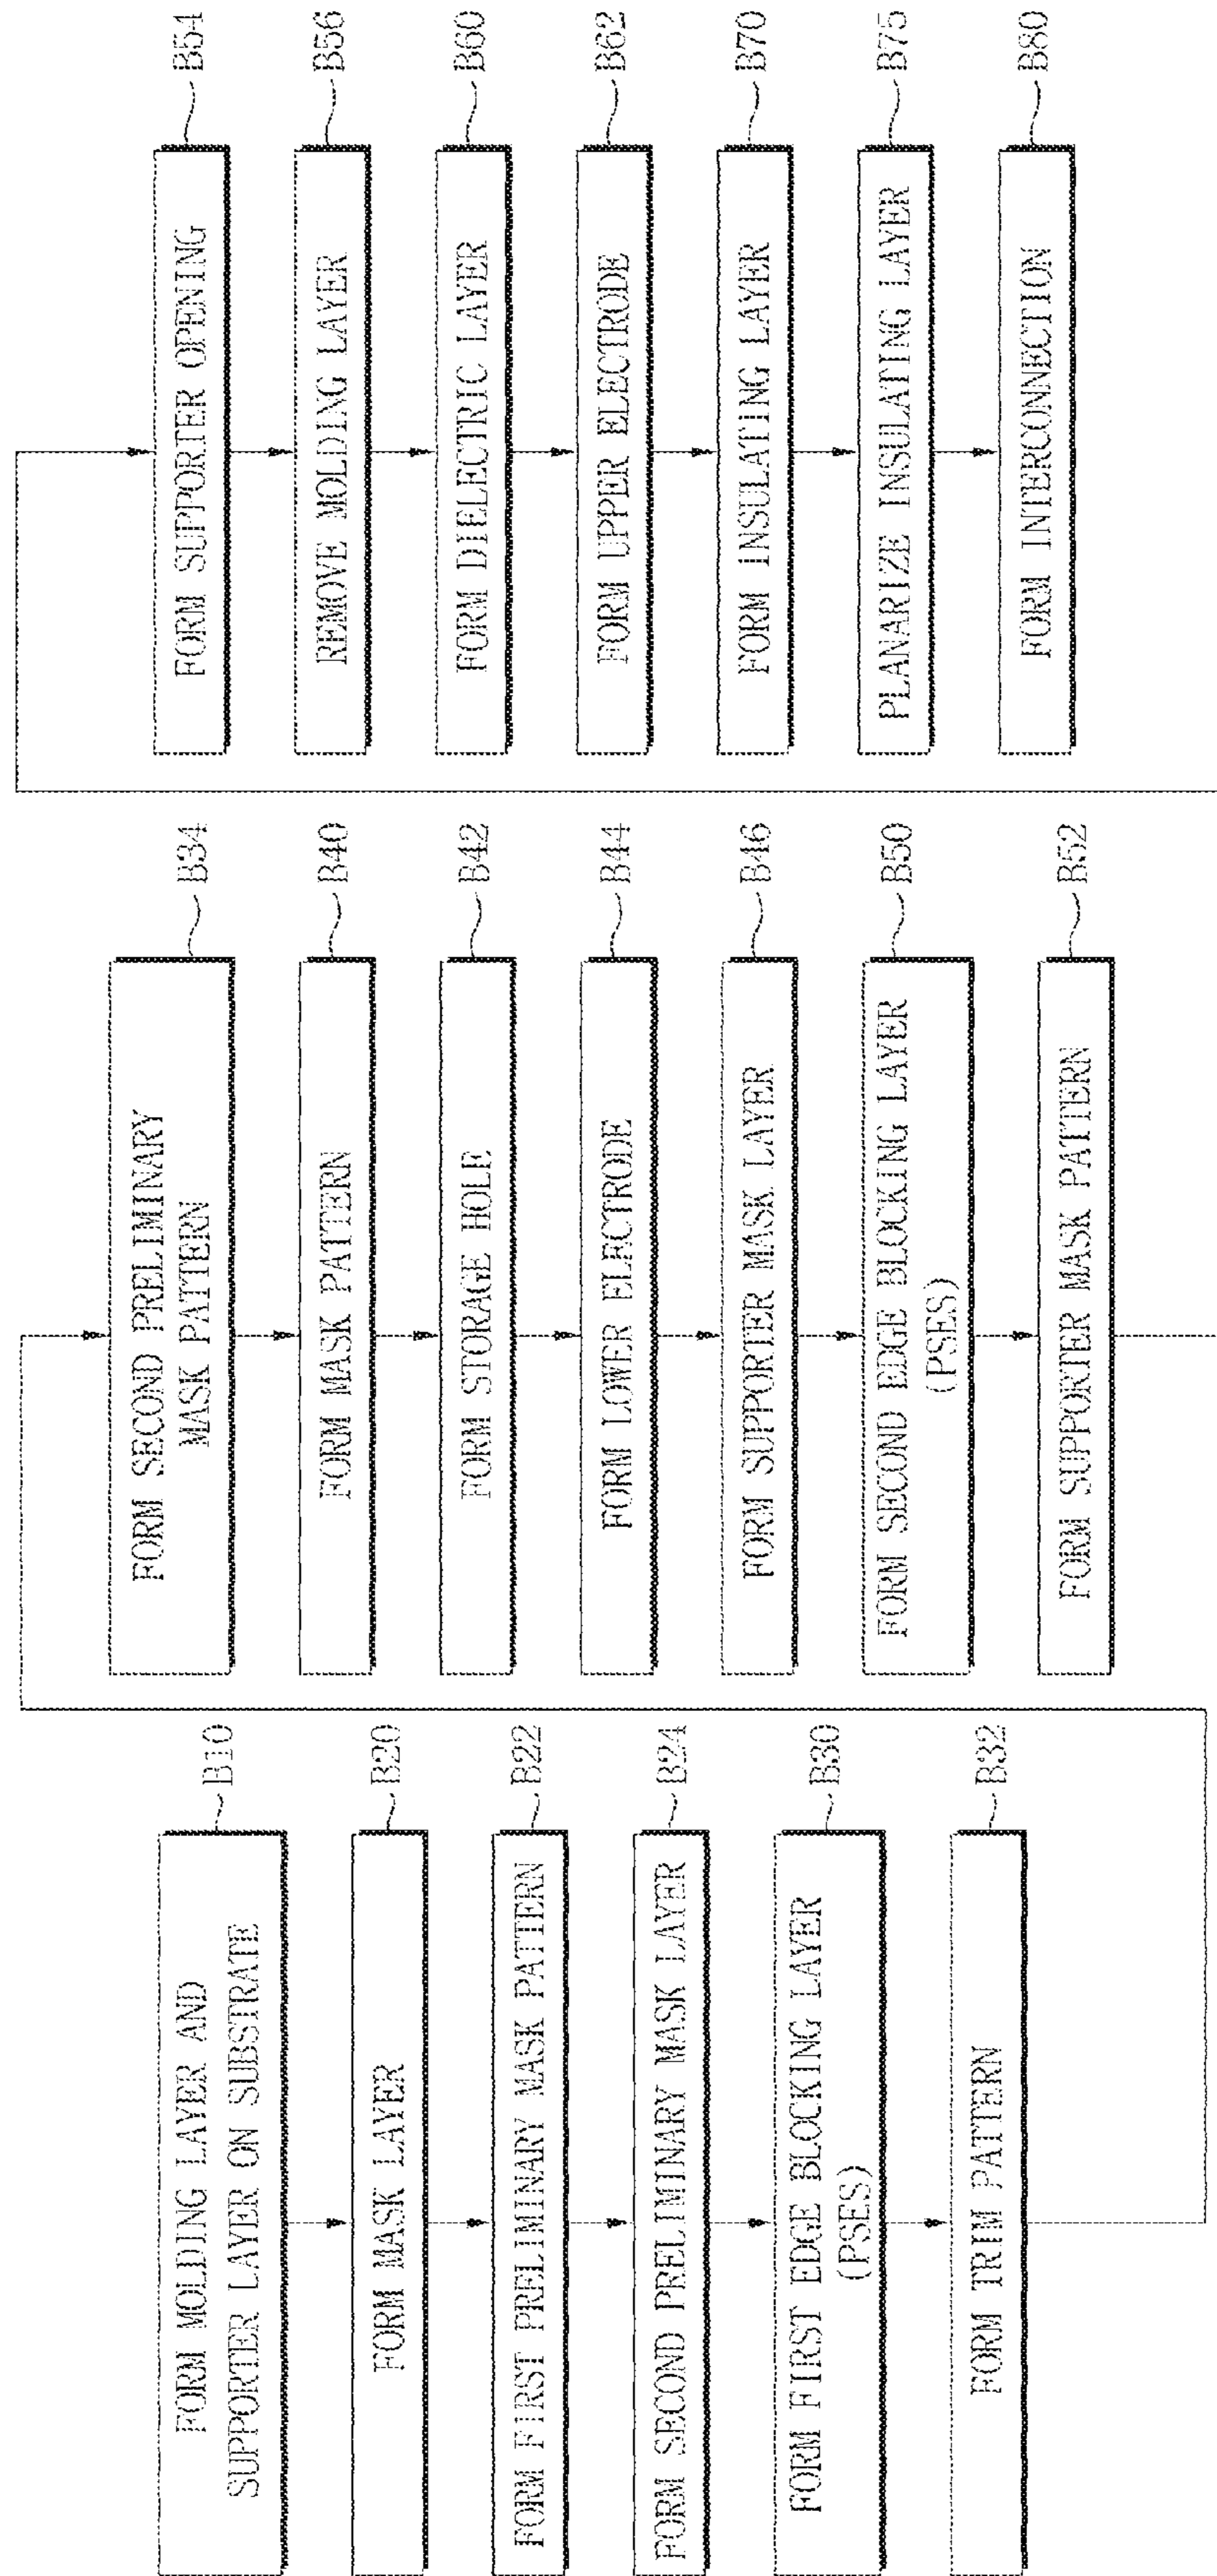 FORM MOLDING LAYER AND
SUPPORTER LAYER ON SUBSTRATE
B10
FORM MASK LAYER
B20
FORM FIRST PRELIMINARY MASK PATTERN
B22
FORM SECOND PRELIMINARY MASK LAYER
B24
FORM FIRST EDGE BLOCKING LAYER
(PSES)
B30
FORM TRIM PATTERN
B32
FORM SECOND PRELIMINARY
MASK PATTERN
B34
FORM MASK PATTERN
B40
FORM STORAGE HOLE
B42
FORM LOWER ELECTRODE
B44
FORM SUPPORTER MASK LAYER
B46
FORM SECOND EDGE BLOCKING LAYER
(PSES)
B50
FORM SUPPORTER MASK PATTERN
B52
FORM SUPPORTER OPENING
B54
REMOVE MOLDING LAYER
B56
FORM DIELECTRIC LAYER
B60
FORM UPPER ELECTRODE
B62
FORM INSULATING LAYER
B70
PLANARIZE INSULATING LAYER
B75
FORM INTERCONNECTION
B80